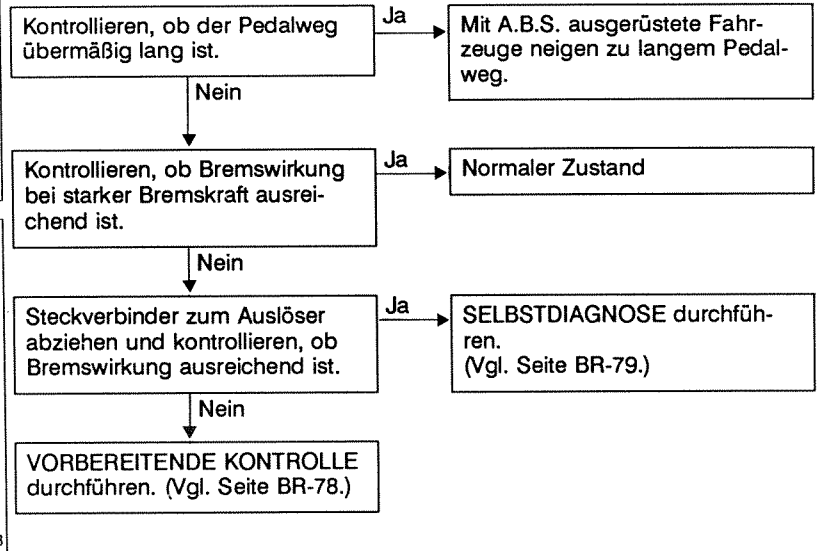 Kontrollieren, ob der Pedalweg
übermäßig lang ist.
Ja
Mit A.B.S. ausgerüstete Fahr-
zeuge neigen zu langem Pedal-
weg.
Nein
Kontrollieren, ob Bremswirkung
bei starker Bremskraft ausrei-
chend ist.
Ja
Normaler Zustand
Nein
Steckverbinder zum Auslöser
abziehen und kontrollieren, ob
Bremswirkung ausreichend ist.
Ja
SELBSTDIAGNOSE durchfüh-
ren.
(Vgl. Seite BR-79.)
Nein
VORBEREITENDE KONTROLLE
durchführen. (Vgl. Seite BR-78.)